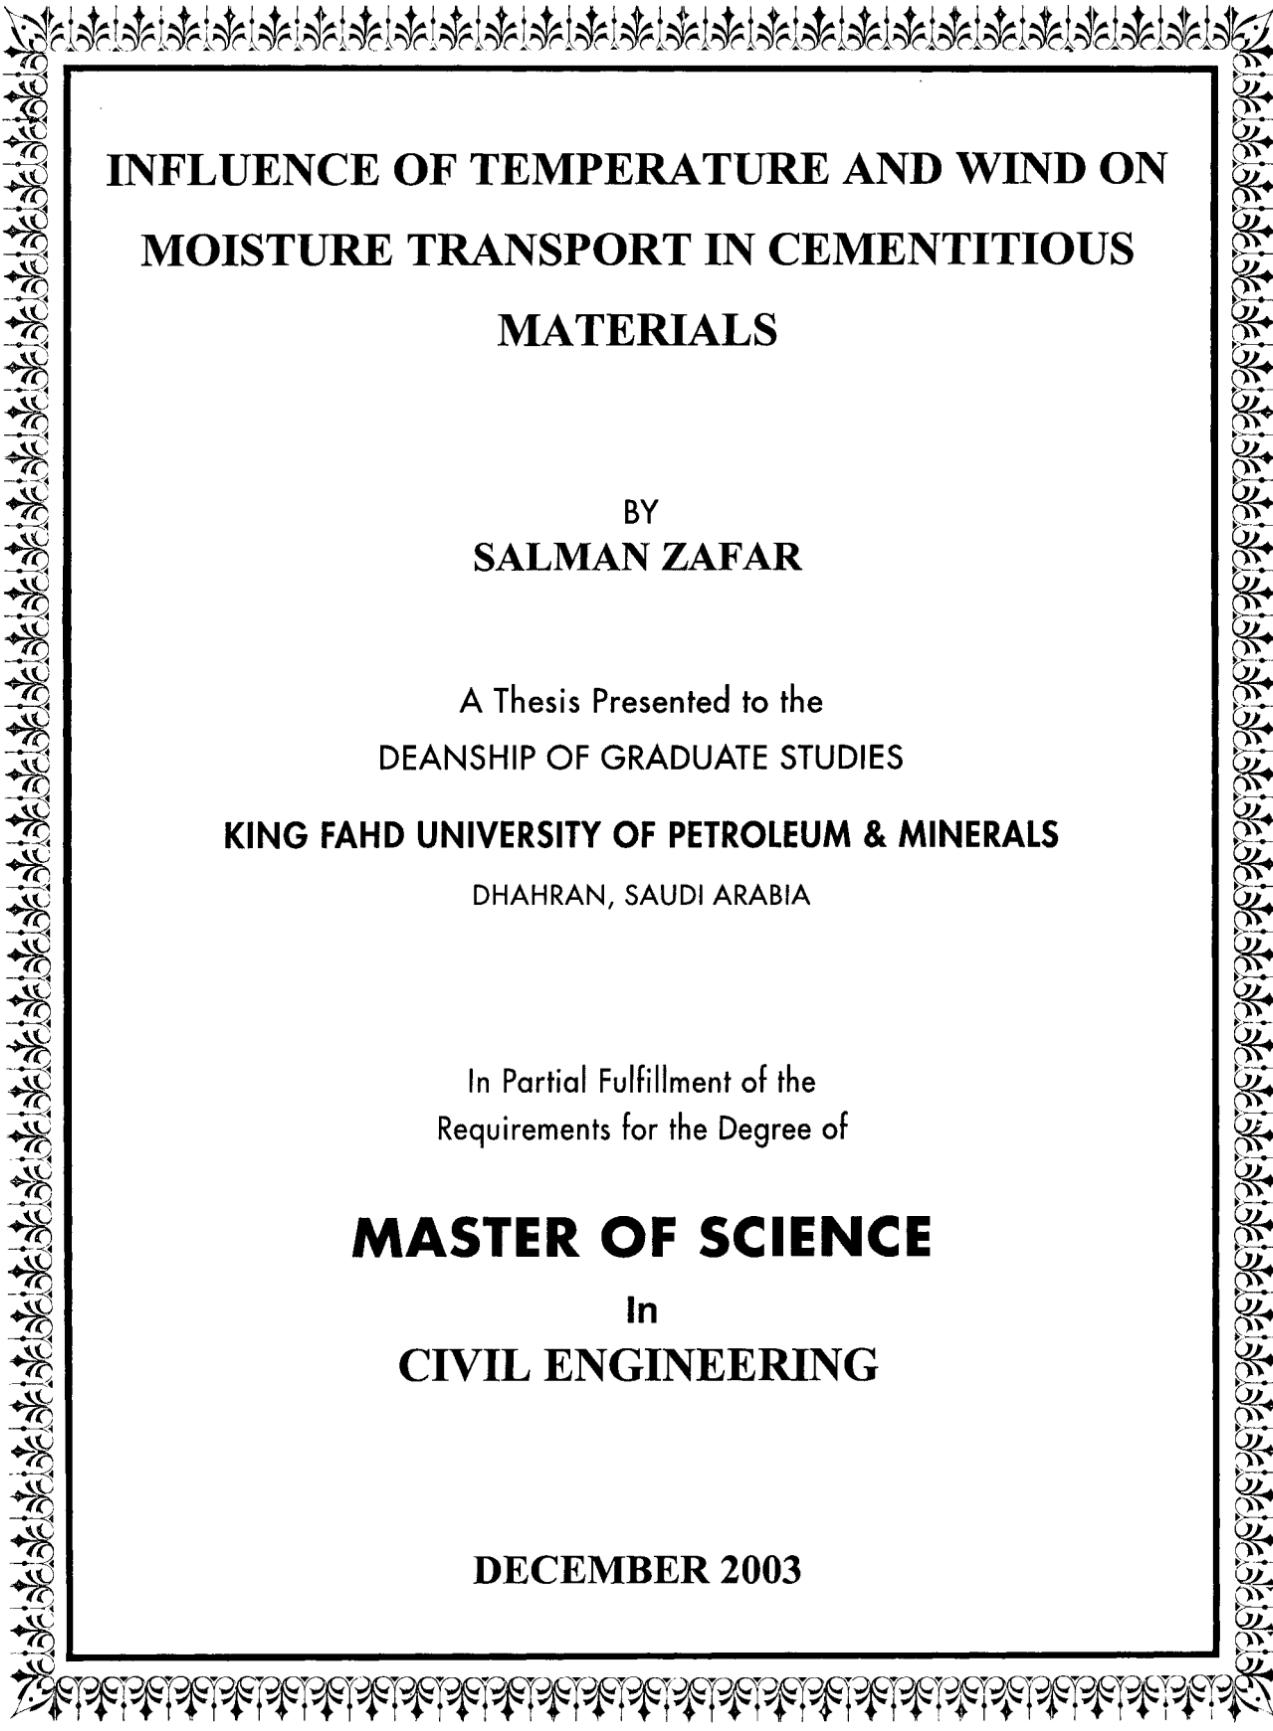 INFLUENCE OF TEMPERATURE AND WIND ON
MOISTURE TRANSPORT IN CEMENTITIOUS
MATERIALS
BY
SALMAN ZAFAR
A Thesis Presented to the
DEANSHIP OF GRADUATE STUDIES
KING FAHD UNIVERSITY OF PETROLEUM & MINERALS
DHAHRAN, SAUDI ARABIA
In Partial Fulfillment of the
Requirements for the Degree of
MASTER OF SCIENCE
In
CIVIL ENGINEERING
DECEMBER 2003